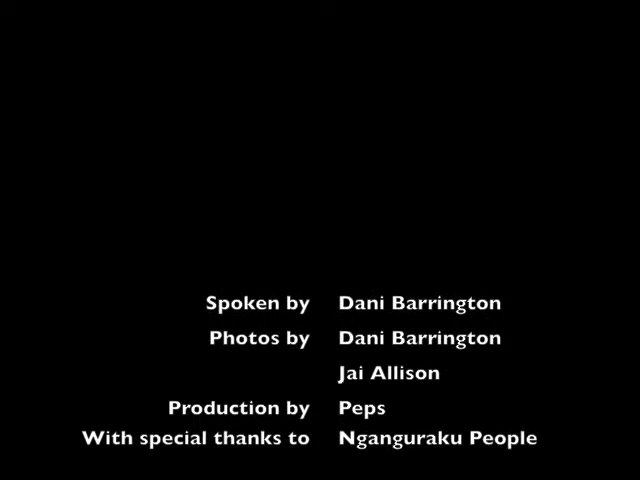 Spoken by Dani Barrington
Photos by Dani Barrington
Jai Allison
Production by Peps
With special thanks to Nganguraku People